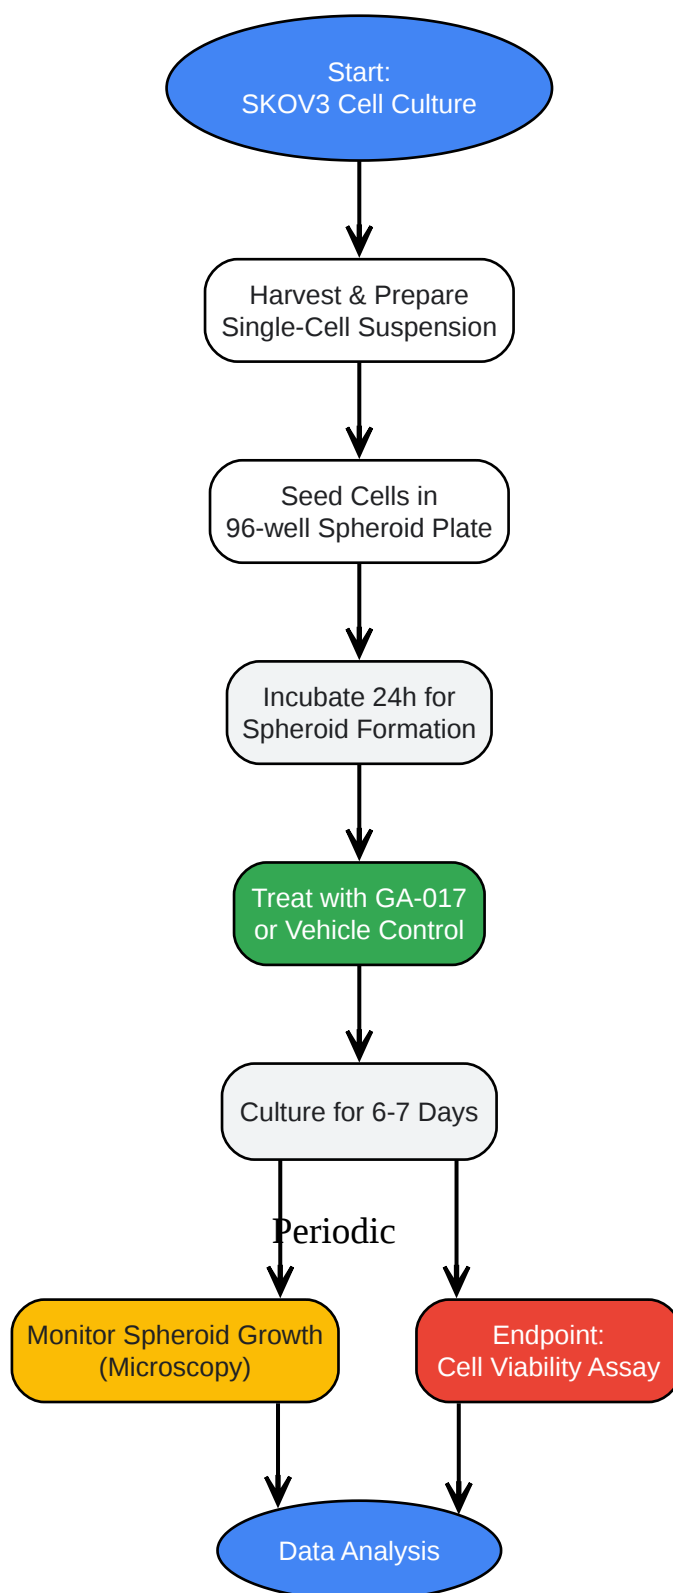 Start:
SKOV3 Cell Culture
Harvest & Prepare
Single-Cell Suspension
Seed Cells in
96-well Spheroid Plate
Incubate 24h for
Spheroid Formation
Treat with GA-017
or Vehicle Control
Culture for 6-7 Days
Periodic
Monitor Spheroid Growth
(Microscopy)
Endpoint:
Cell Viability Assay
Data Analysis